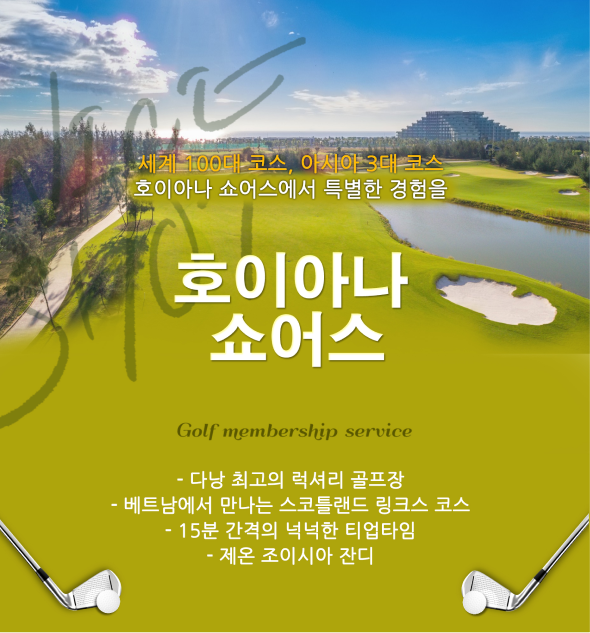 세계 100대 코스, 아시아 3대 코스
호이아나 쇼어스에서 특별한 경험을
호이아나
쇼어스
Golf membership service
- 다낭 최고의 럭셔리 골프장
- 베트남에서 만나는 스코틀랜드 링크스 코스
- 15분 간격의 넉넉한 티업타임
- 제온 조이시아 잔디